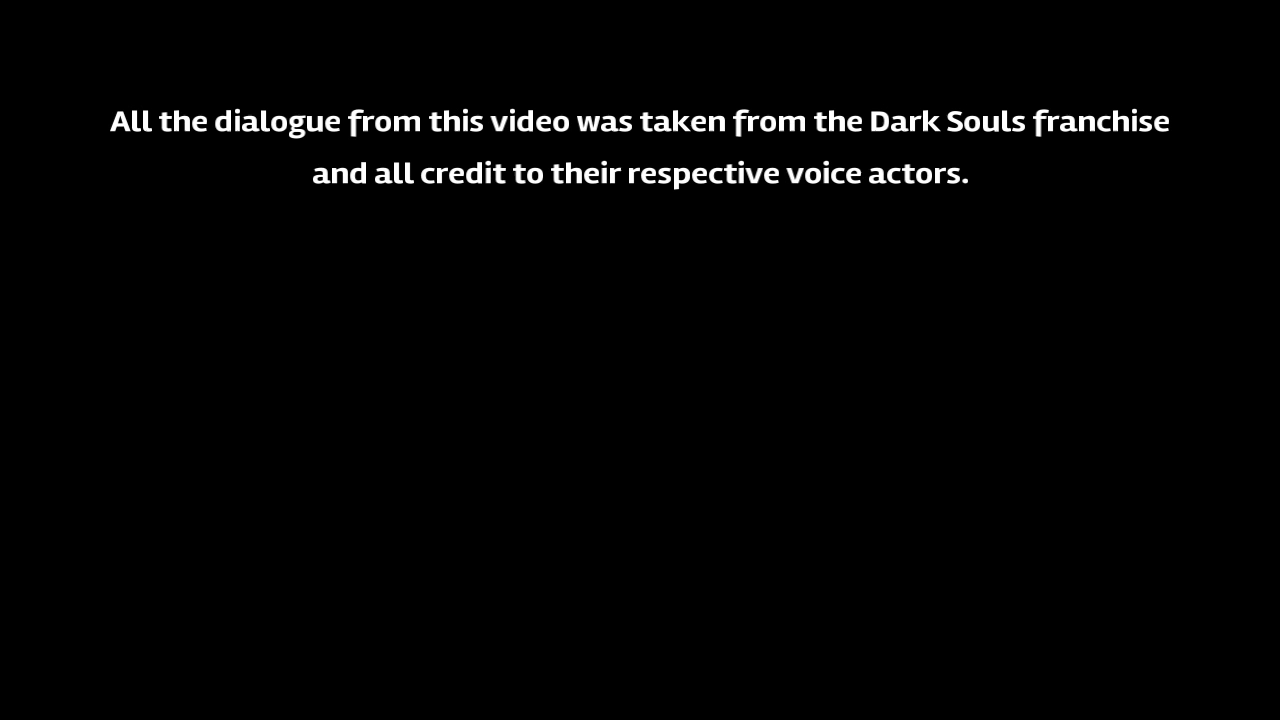 All the dialogue from this video was taken from the Dark Souls franchise
and all credit to their respective voice actors.